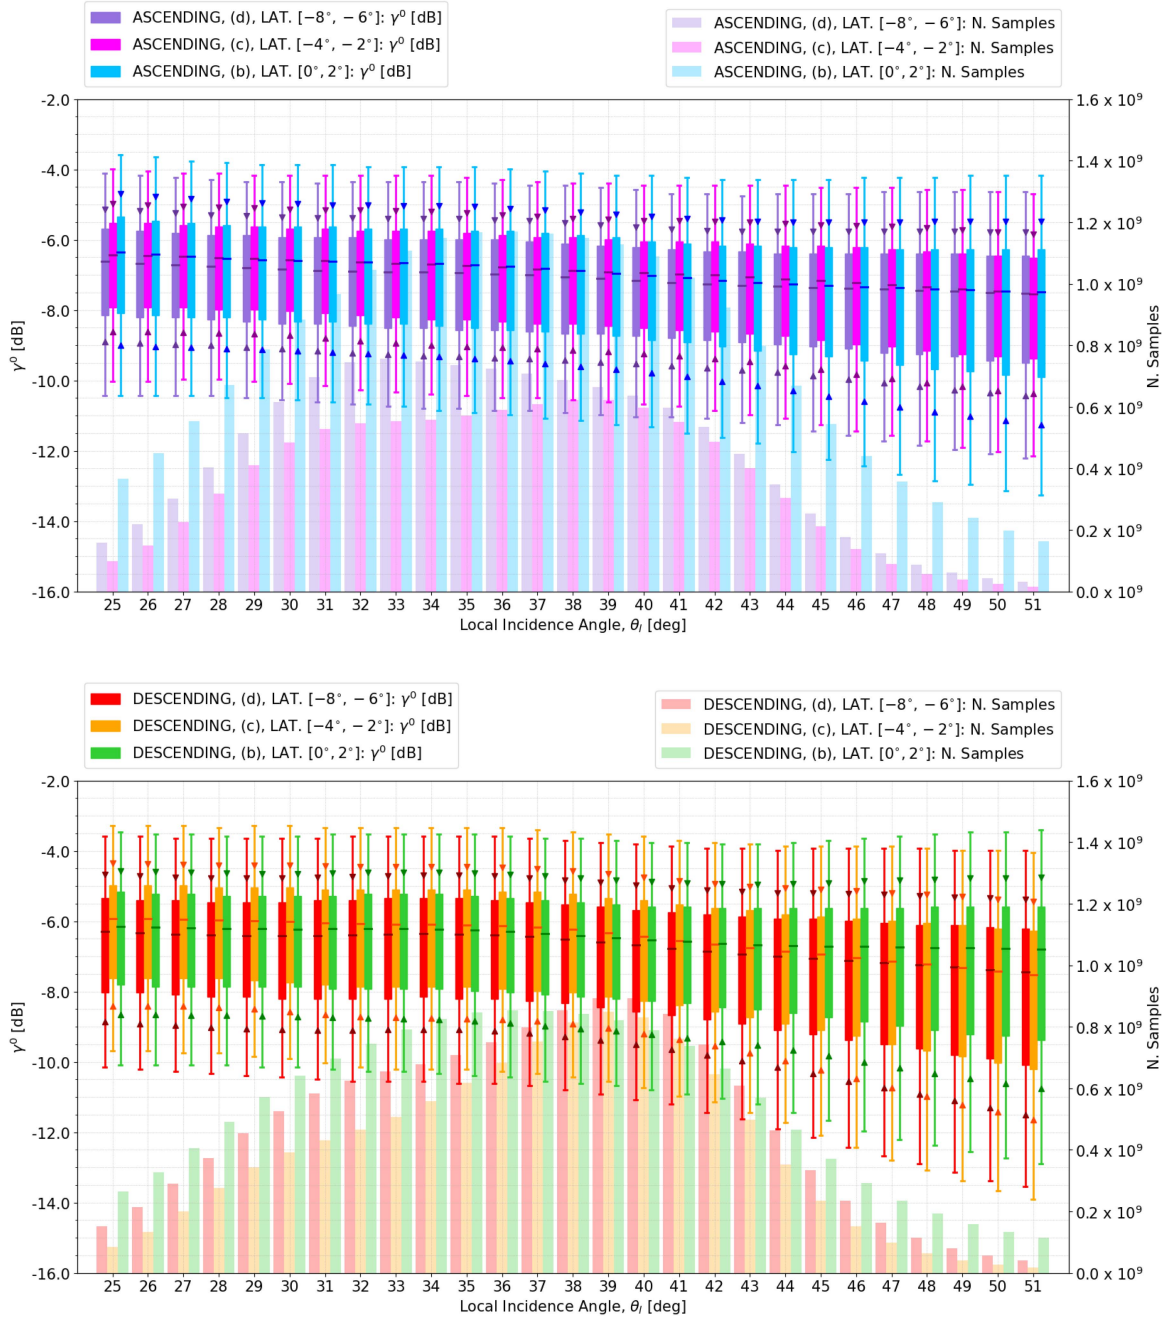 ASCENDING, (d), LAT. [−8°, −6°]: γ⁰ [dB]
ASCENDING, (c), LAT. [−4°, −2°]: γ⁰ [dB]
ASCENDING, (b), LAT. [0°, 2°]: γ⁰ [dB]
ASCENDING, (d), LAT. [−8°, −6°]: N. Samples
ASCENDING, (c), LAT. [−4°, −2°]: N. Samples
ASCENDING, (b), LAT. [0°, 2°]: N. Samples
-2.0
-4.0
-6.0
-8.0
-10.0
-12.0
-14.0
-16.0
γ⁰ [dB]
1.6 x 10⁹
1.4 x 10⁹
1.2 x 10⁹
1.0 x 10⁹
0.8 x 10⁹
0.6 x 10⁹
0.4 x 10⁹
0.2 x 10⁹
0.0 x 10⁹
N. Samples
25 26 27 28 29 30 31 32 33 34 35 36 37 38 39 40 41 42 43 44 45 46 47 48 49 50 51
Local Incidence Angle, θₗ [deg]
DESCENDING, (d), LAT. [−8°, −6°]: γ⁰ [dB]
DESCENDING, (c), LAT. [−4°, −2°]: γ⁰ [dB]
DESCENDING, (b), LAT. [0°, 2°]: γ⁰ [dB]
DESCENDING, (d), LAT. [−8°, −6°]: N. Samples
DESCENDING, (c), LAT. [−4°, −2°]: N. Samples
DESCENDING, (b), LAT. [0°, 2°]: N. Samples
-2.0
-4.0
-6.0
-8.0
-10.0
-12.0
-14.0
-16.0
γ⁰ [dB]
1.6 x 10⁹
1.4 x 10⁹
1.2 x 10⁹
1.0 x 10⁹
0.8 x 10⁹
0.6 x 10⁹
0.4 x 10⁹
0.2 x 10⁹
0.0 x 10⁹
N. Samples
25 26 27 28 29 30 31 32 33 34 35 36 37 38 39 40 41 42 43 44 45 46 47 48 49 50 51
Local Incidence Angle, θₗ [deg]